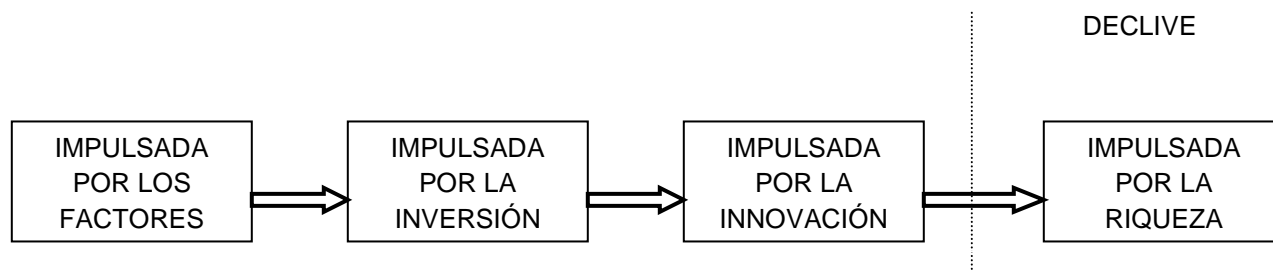 DECLIVE
IMPULSADA
POR LOS
FACTORES
IMPULSADA
POR LA
INVERSIÓN
IMPULSADA
POR LA
INNOVACIÓN
IMPULSADA
POR LA
RIQUEZA